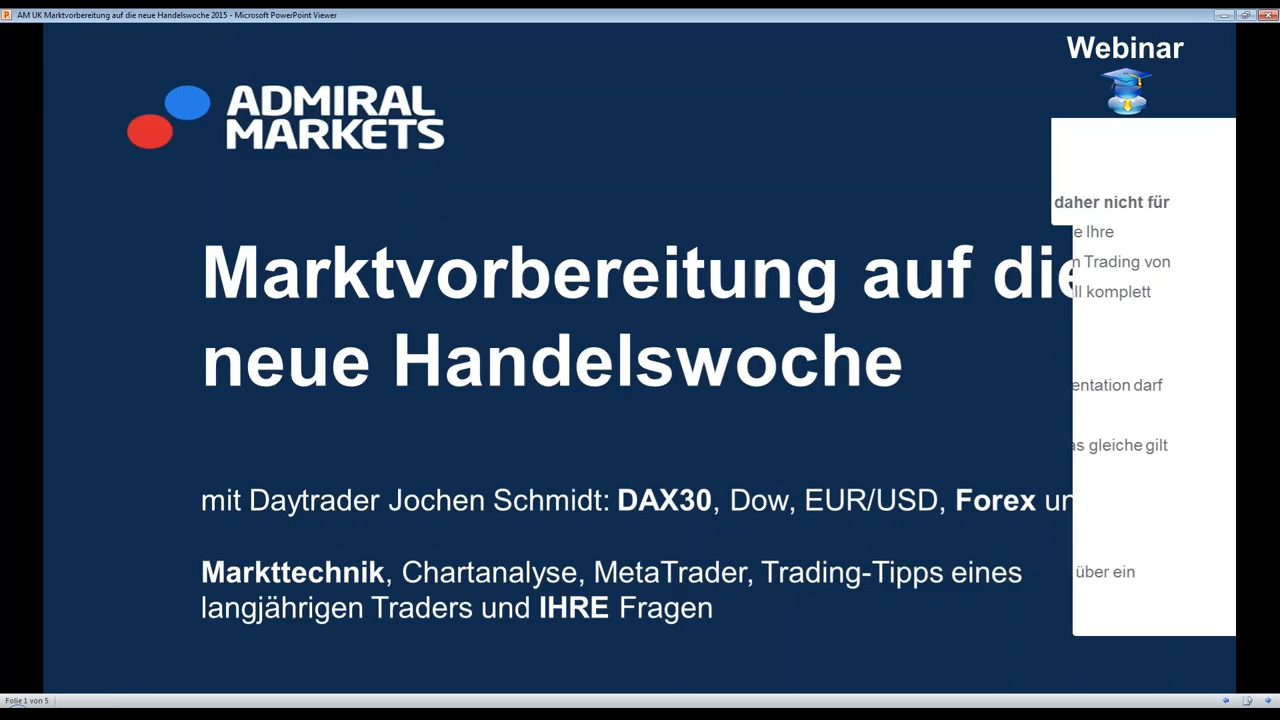 AM UK Marktvorbereitung auf die neue Handelswoche 2015 - Microsoft PowerPoint Viewer
Webinar
ADMIRAL
MARKETS
daher nicht für
e Ihre
Trading von
ll komplett
Marktvorbereitung auf die
neue Handelswoche
entation darf
as gleiche gilt
mit Daytrader Jochen Schmidt: DAX30, Dow, EUR/USD, Forex un
Markttechnik, Chartanalyse, MetaTrader, Trading-Tipps eines
langjährigen Traders und IHRE Fragen
über ein
Folie 1 von 5